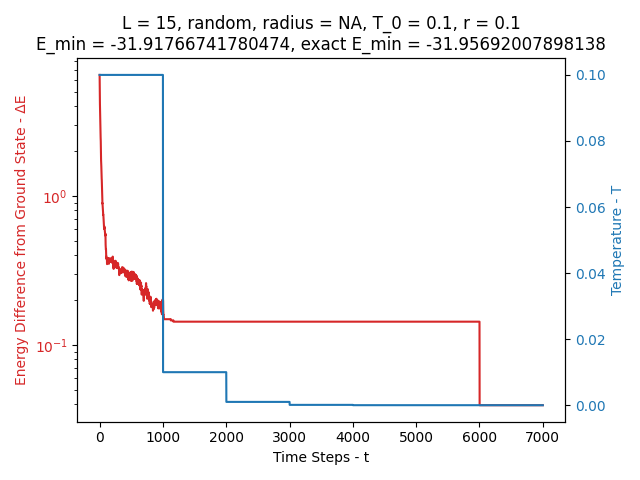 L = 15, random, radius = NA, T_0 = 0.1, r = 0.1
E_min = -31.91766741780474, exact E_min = -31.95692007898138
Energy Difference from Ground State - ΔE
10^0
10^-1
0.10
0.08
0.06
0.04
0.02
0.00
Temperature - T
0 1000 2000 3000 4000 5000 6000 7000
Time Steps - t